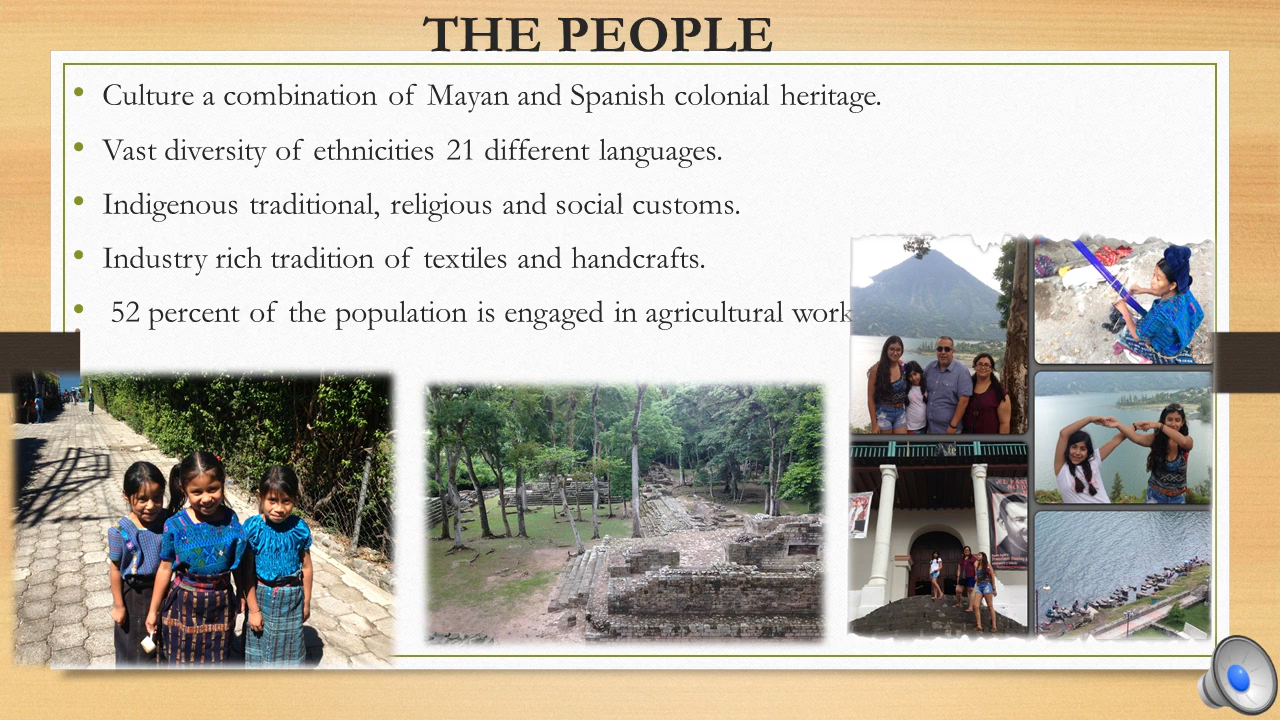 THE PEOPLE
• Culture a combination of Mayan and Spanish colonial heritage.
• Vast diversity of ethnicities 21 different languages.
• Indigenous traditional, religious and social customs.
• Industry rich tradition of textiles and handcrafts.
• 52 percent of the population is engaged in agricultural work